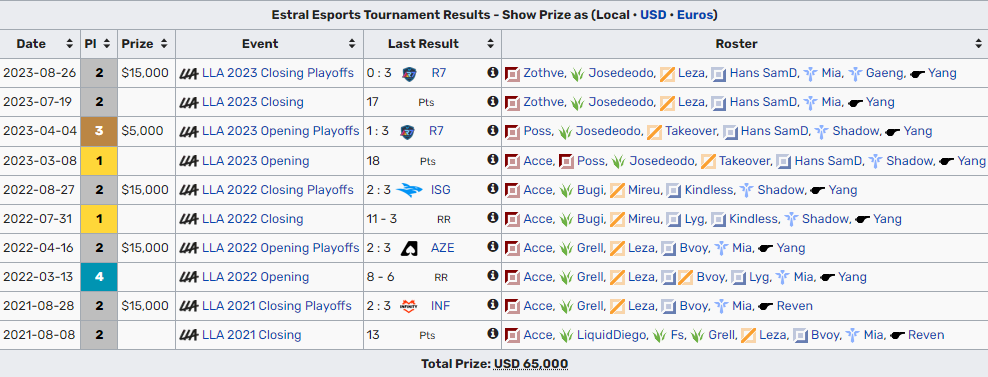 Estral Esports Tournament Results - Show Prize as (Local • USD • Euros)
Date Pl Prize Event Last Result Roster
2023-08-26 2 $15,000 LLA 2023 Closing Playoffs 0 : 3 R7 Zothve, Josedeodo, Leza, Hans SamD, Mia, Gaeng, Yang
2023-07-19 2 LLA 2023 Closing 17 Pts Zothve, Josedeodo, Leza, Hans SamD, Mia, Yang
2023-04-04 3 $5,000 LLA 2023 Opening Playoffs 1 : 3 R7 Poss, Josedeodo, Takeover, Hans SamD, Shadow, Yang
2023-03-08 1 LLA 2023 Opening 18 Pts Acce, Poss, Josedeodo, Takeover, Hans SamD, Shadow, Yang
2022-08-27 2 $15,000 LLA 2022 Closing Playoffs 2 : 3 ISG Acce, Bugi, Mireu, Kindless, Shadow, Yang
2022-07-31 1 LLA 2022 Closing 11 - 3 RR Acce, Bugi, Mireu, Lyg, Kindless, Shadow, Yang
2022-04-16 2 $15,000 LLA 2022 Opening Playoffs 2 : 3 AZE Acce, Grell, Leza, Bvoy, Mia, Yang
2022-03-13 4 LLA 2022 Opening 8 - 6 RR Acce, Grell, Leza, Bvoy, Lyg, Mia, Yang
2021-08-28 2 $15,000 LLA 2021 Closing Playoffs 2 : 3 INF Acce, Grell, Leza, Bvoy, Mia, Reven
2021-08-08 2 LLA 2021 Closing 13 Pts Acce, LiquidDiego, Fs, Grell, Leza, Bvoy, Mia, Reven
Total Prize: USD 65,000